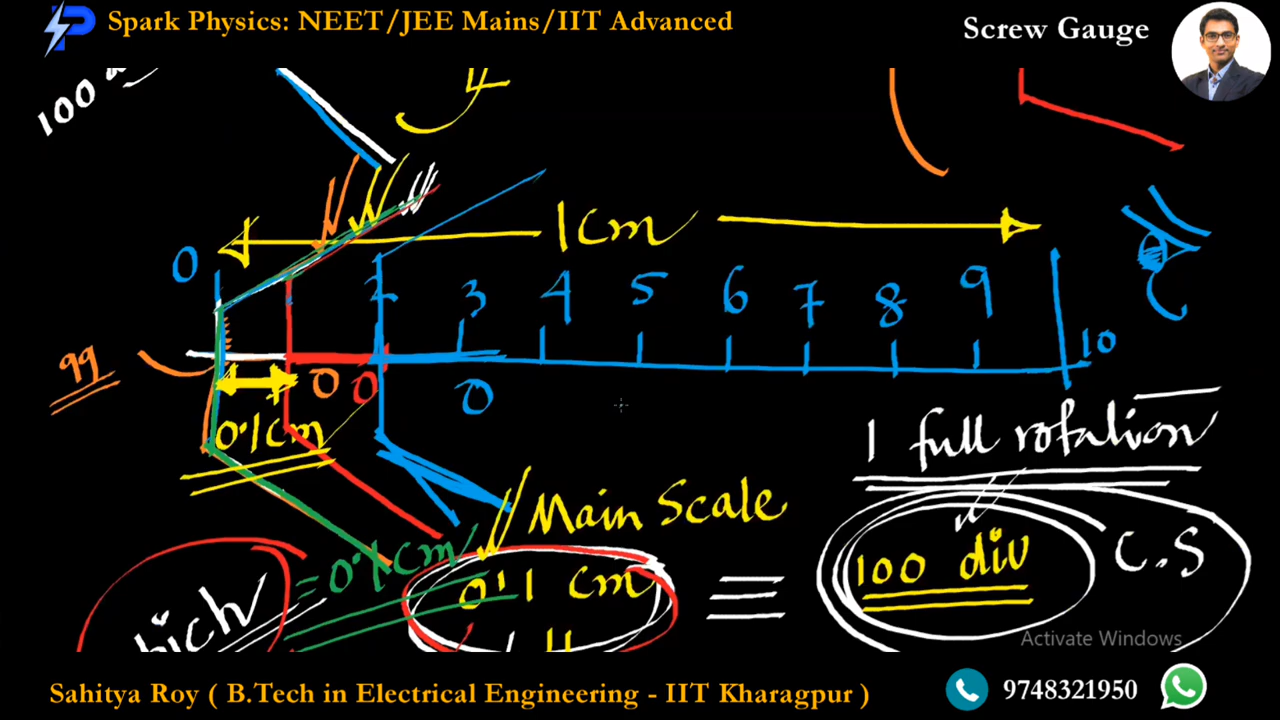 Spark Physics: NEET/JEE Mains/IIT Advanced
Screw Gauge
100
4
1cm
0 2 3 4 5 6 7 8 9
10
99
0 0 0
0.1cm
1 full rotation
Main Scale
= 0.1cm
0.1 cm ≡ 100 div C.S
Activate Windows
Sahitya Roy ( B.Tech in Electrical Engineering - IIT Kharagpur )
9748321950